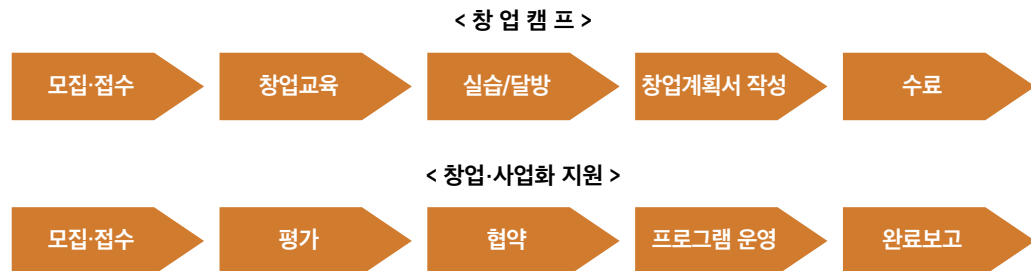 < 창 업 캠 프 >
모집·접수 창업교육 실습/달방 창업계획서 작성 수료
< 창업·사업화 지원 >
모집·접수 평가 협약 프로그램 운영 완료보고